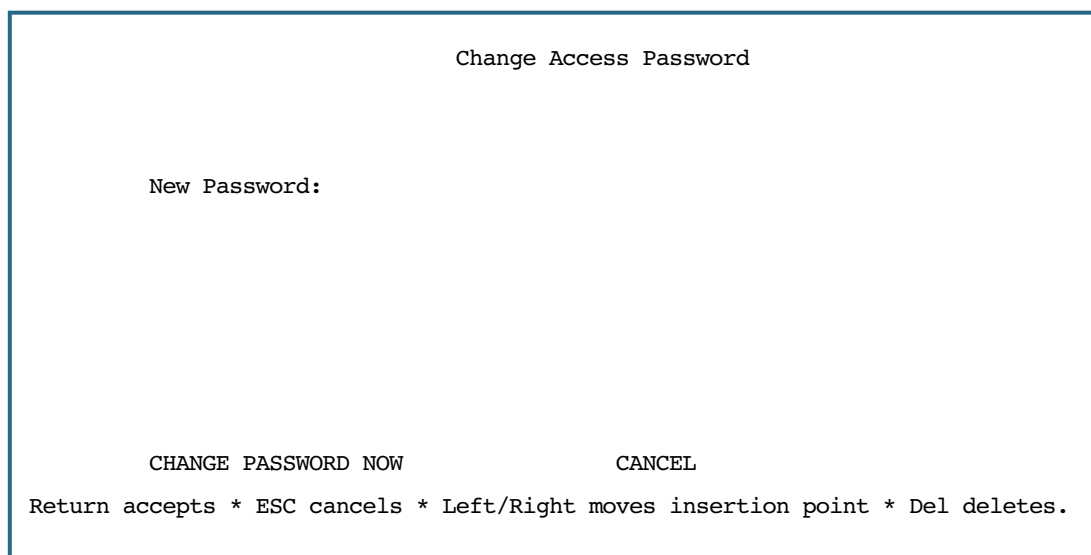 Change Access Password
New Password:
CHANGE PASSWORD NOW CANCEL
Return accepts * ESC cancels * Left/Right moves insertion point * Del deletes.